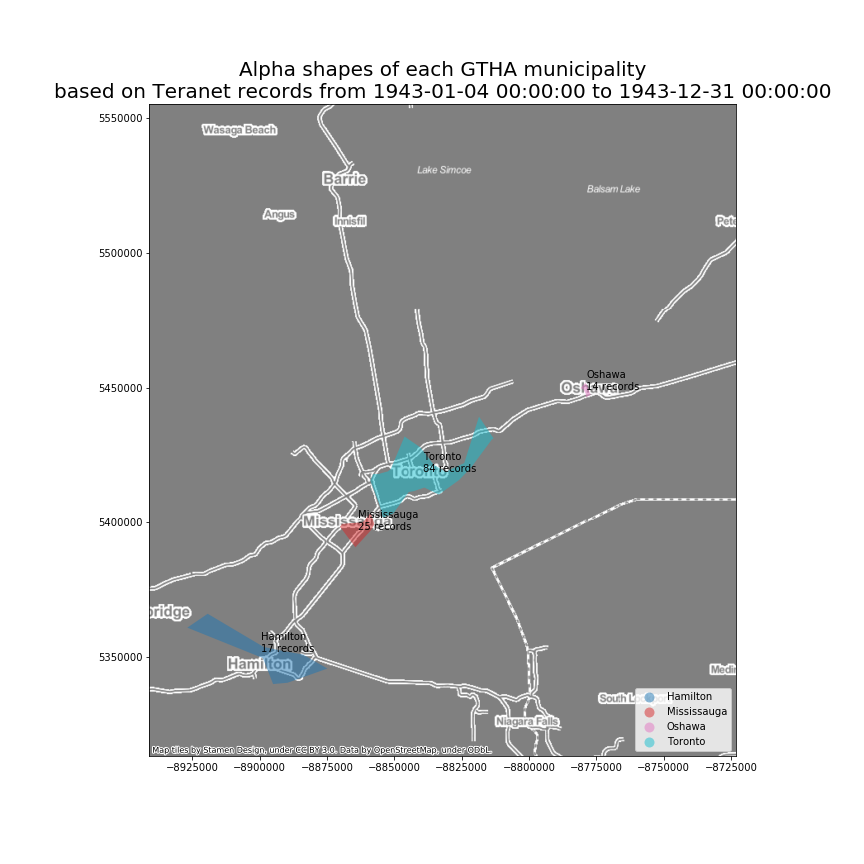 Alpha shapes of each GTHA municipality
based on Teranet records from 1943-01-04 00:00:00 to 1943-12-31 00:00:00
5550000
Wasaga Beach
Lake Simcoe
Barrie
Balsam Lake
Angus
Innisfil
Pete
5500000
5450000
Oshawa
Oshawa
14 records
Toronto
Toronto
84 records
5400000
Mississauga
Mississauga
25 records
bridge
Hamilton
17 records
5350000
Hamilton
Medin
South Lo
Niagara Falls
Hamilton
Mississauga
Oshawa
Toronto
Map tiles by Stamen Design, under CC BY 3.0. Data by OpenStreetMap, under ODbL.
−8925000 −8900000 −8875000 −8850000 −8825000 −8800000 −8775000 −8750000 −8725000